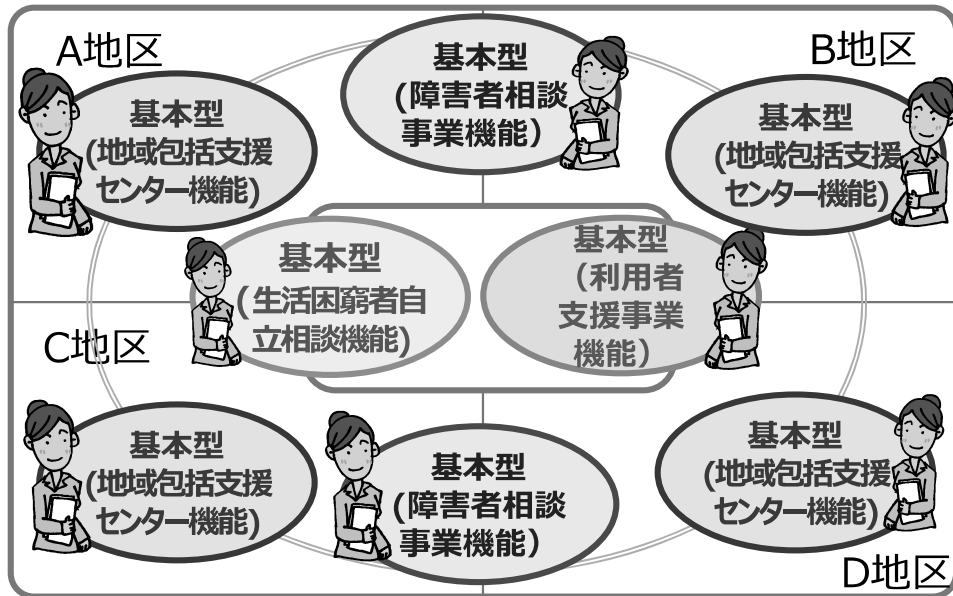 A地区
基本型
(地域包括支援
センター機能)
基本型
(障害者相談
事業機能）
B地区
基本型
(地域包括支援
センター機能)
基本型
(生活困窮者自
立相談機能)
基本型
（利用者
支援事業
機能）
C地区
基本型
(地域包括支援
センター機能)
基本型
(障害者相談
事業機能）
基本型
(地域包括支援
センター機能)
D地区